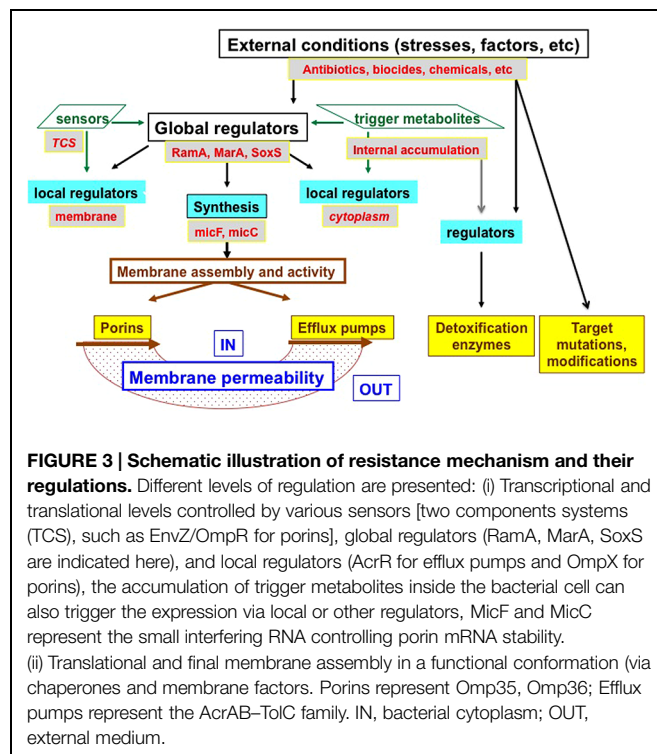 External conditions (stresses, factors, etc)
Antibiotics, biocides, chemicals, etc
sensors
TCS
Global regulators
RamA, MarA, SoxS
trigger metabolites
Internal accumulation
local regulators
membrane
Synthesis
micF, micC
local regulators
cytoplasm
regulators
Membrane assembly and activity
Porins
IN
Efflux pumps
Membrane permeability
OUT
Detoxification
enzymes
Target
mutations,
modifications
FIGURE 3 | Schematic illustration of resistance mechanism and their
regulations. Different levels of regulation are presented: (i) Transcriptional and
translational levels controlled by various sensors [two components systems
(TCS), such as EnvZ/OmpR for porins], global regulators (RamA, MarA, SoxS
are indicated here), and local regulators (AcrR for efflux pumps and OmpX for
porins), the accumulation of trigger metabolites inside the bacterial cell can
also trigger the expression via local or other regulators, MicF and MicC
represent the small interfering RNA controlling porin mRNA stability.
(ii) Translational and final membrane assembly in a functional conformation (via
chaperones and membrane factors. Porins represent Omp35, Omp36; Efflux
pumps represent the AcrAB–TolC family. IN, bacterial cytoplasm; OUT,
external medium.